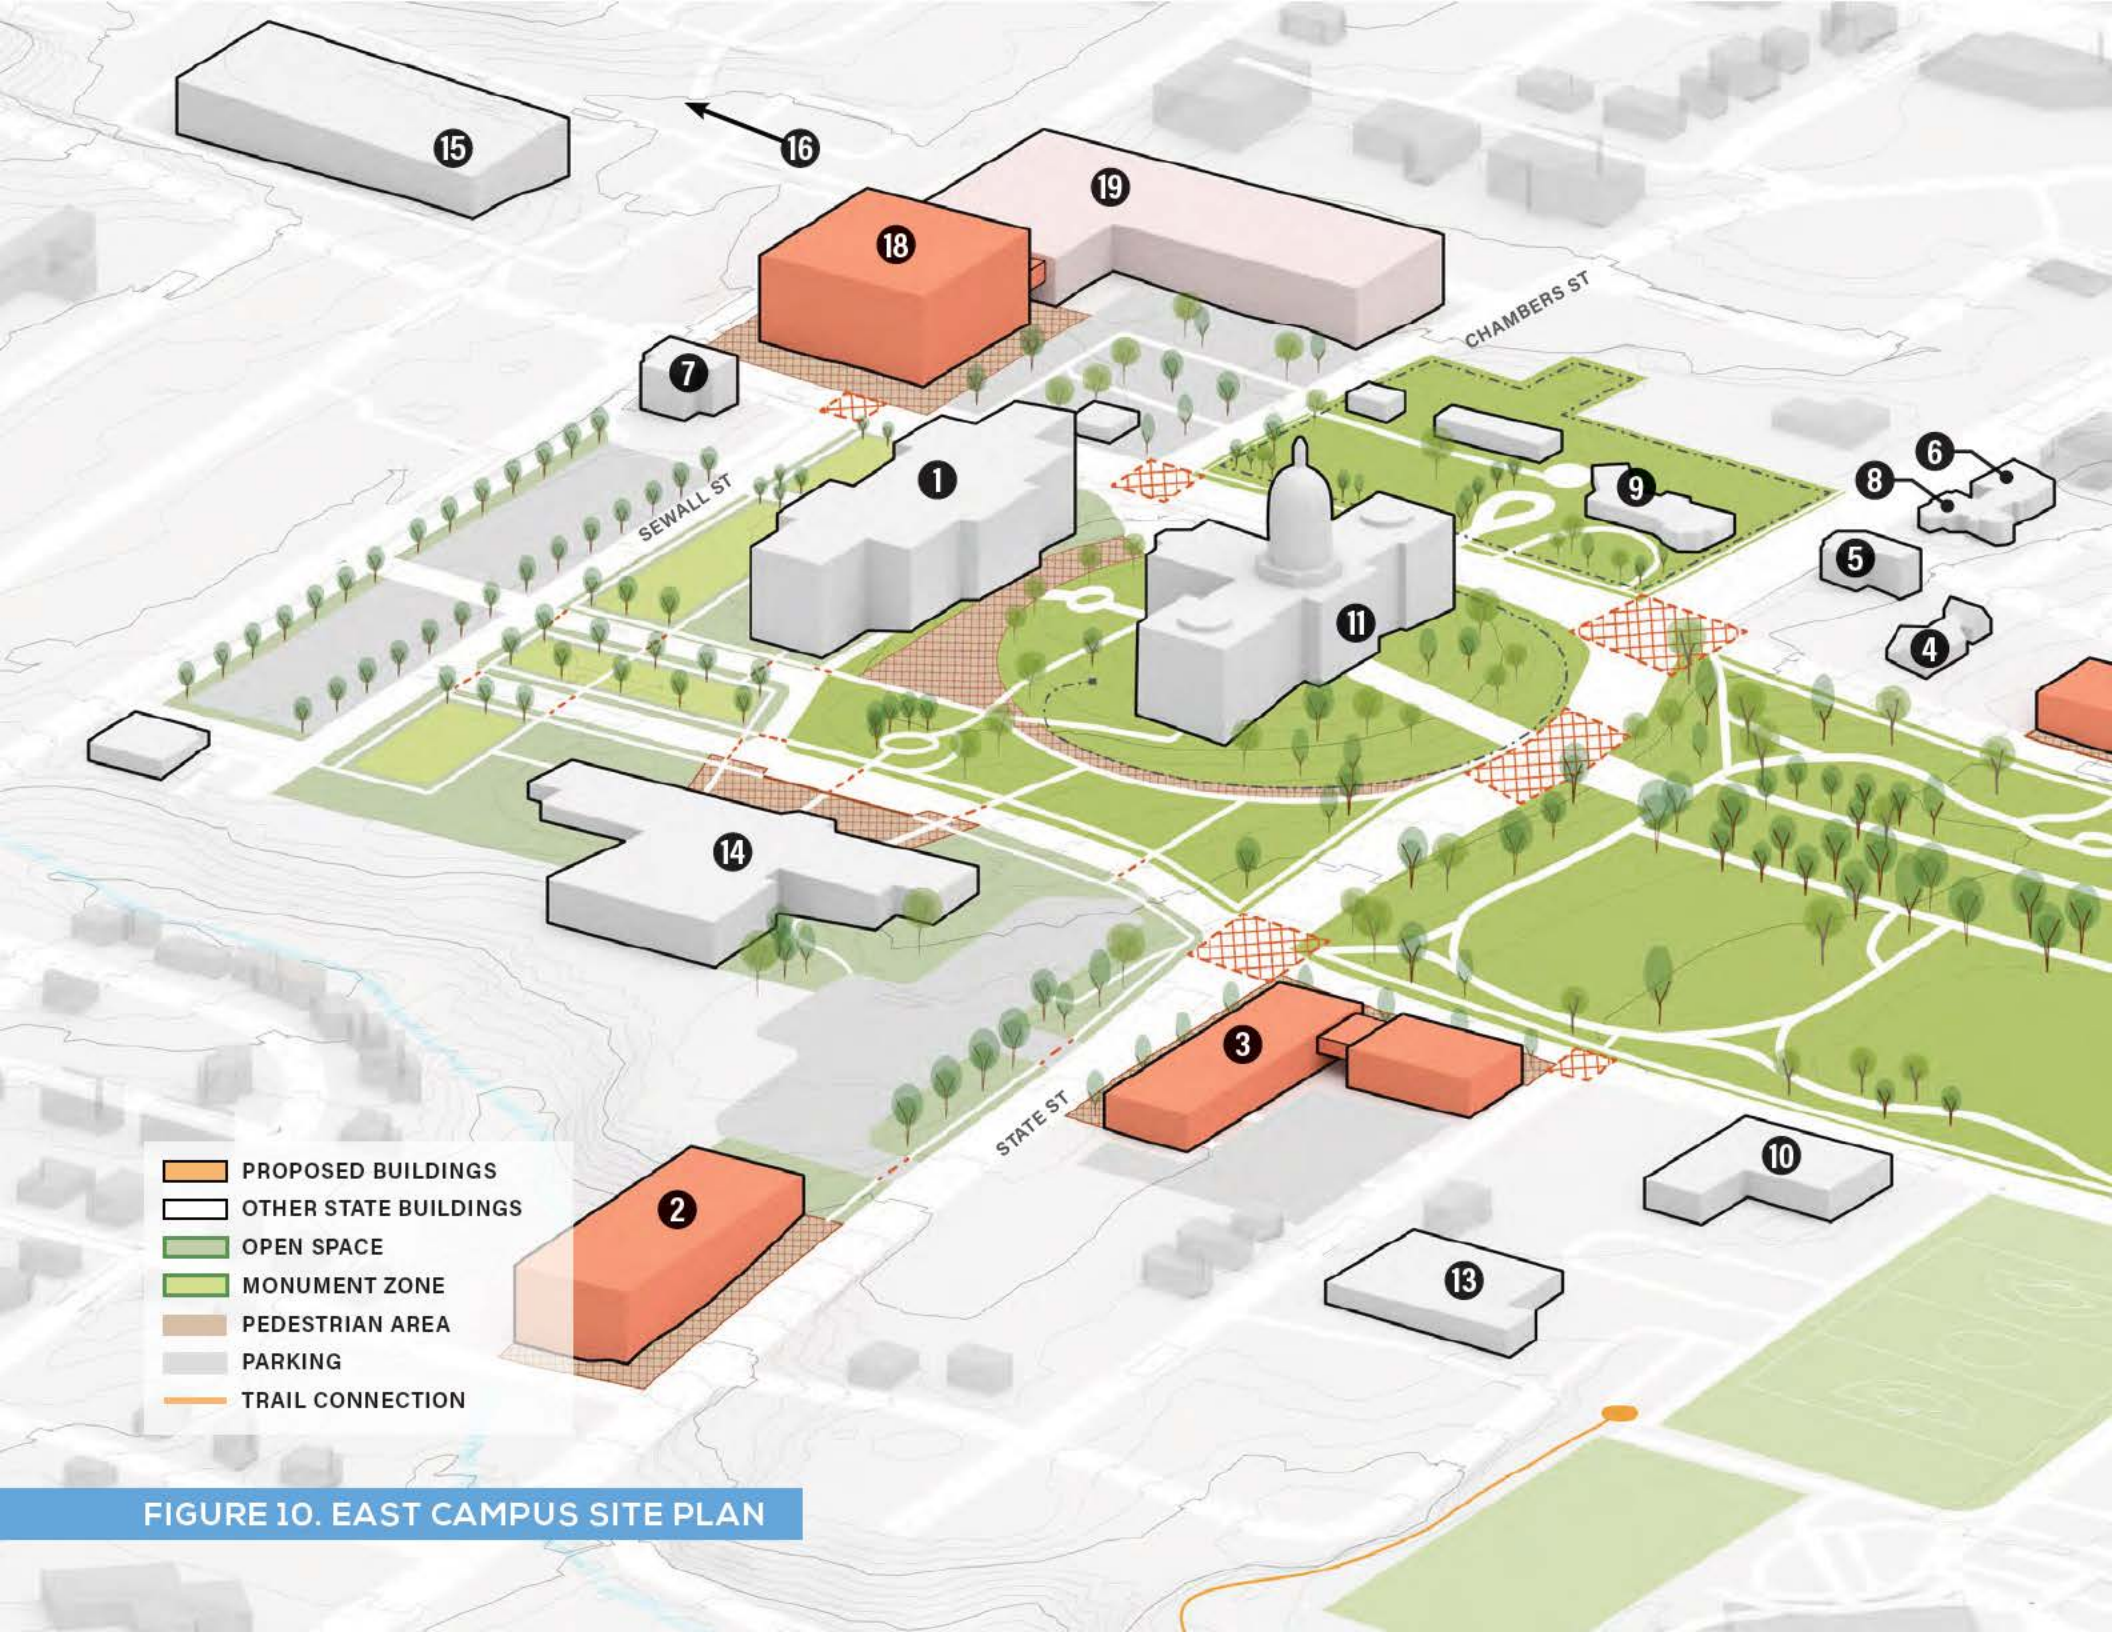 15
16
19
18
CHAMBERS ST
7
6
8
1
9
SEWALL ST
5
11
4
14
3
STATE ST
10
2
13
PROPOSED BUILDINGS
OTHER STATE BUILDINGS
OPEN SPACE
MONUMENT ZONE
PEDESTRIAN AREA
PARKING
TRAIL CONNECTION
FIGURE 10. EAST CAMPUS SITE PLAN